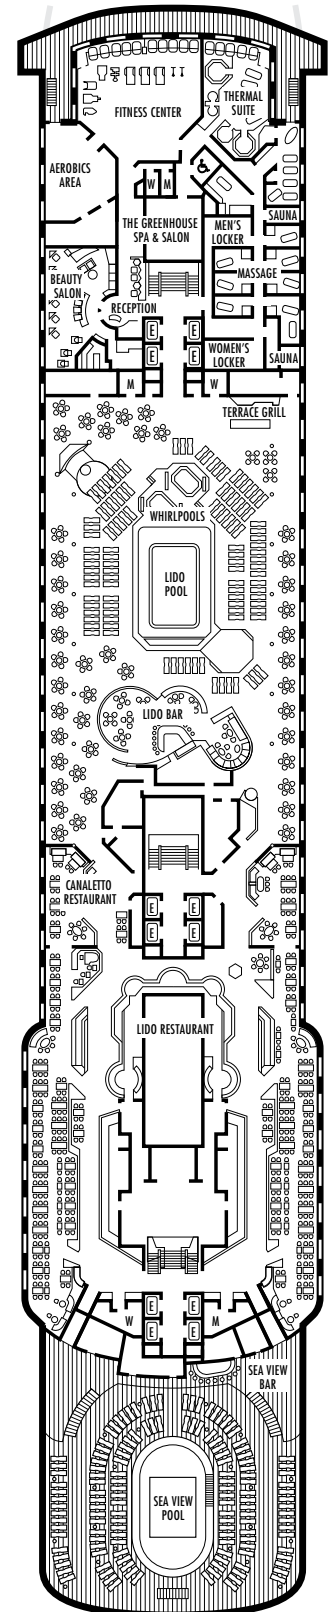 FITNESS CENTER
THERMAL
SUITE
AEROBICS
AREA
W M
SAUNA
THE GREENHOUSE
SPA & SALON
MEN'S
LOCKER
MASSAGE
BEAUTY
SALON
RECEPTION
E E
E E
WOMEN'S
LOCKER
SAUNA
M W
TERRACE GRILL
WHIRLPOOLS
LIDO
POOL
LIDO BAR
CANALETTO
RESTAURANT
E E
E E
LIDO RESTAURANT
W E E M
E E
SEA VIEW
BAR
SEA VIEW
POOL